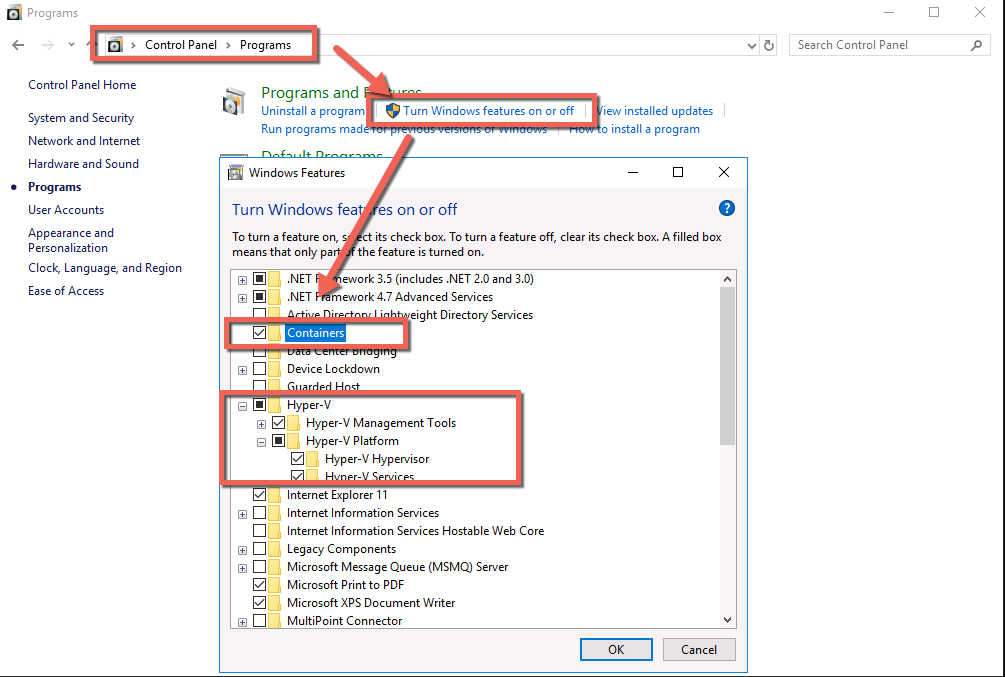 Programs
Control Panel > Programs
Search Control Panel
Control Panel Home
System and Security
Network and Internet
Hardware and Sound
Programs
User Accounts
Appearance and
Personalization
Clock, Language, and Region
Ease of Access
Programs and Features
Uninstall a program
Turn Windows features on or off
View installed updates
Run programs made for previous versions of Windows
How to install a program
Default Programs
Windows Features
Turn Windows features on or off
?
To turn a feature on, select its check box. To turn a feature off, clear its check box. A filled box
means that only part of the feature is turned on.
.NET Framework 3.5 (includes .NET 2.0 and 3.0)
.NET Framework 4.7 Advanced Services
Active Directory Lightweight Directory Services
Containers
Data Center Bridging
Device Lockdown
Guarded Host
Hyper-V
Hyper-V Management Tools
Hyper-V Platform
Hyper-V Hypervisor
Hyper-V Services
Internet Explorer 11
Internet Information Services
Internet Information Services Hostable Web Core
Legacy Components
Microsoft Message Queue (MSMQ) Server
Microsoft Print to PDF
Microsoft XPS Document Writer
MultiPoint Connector
OK
Cancel